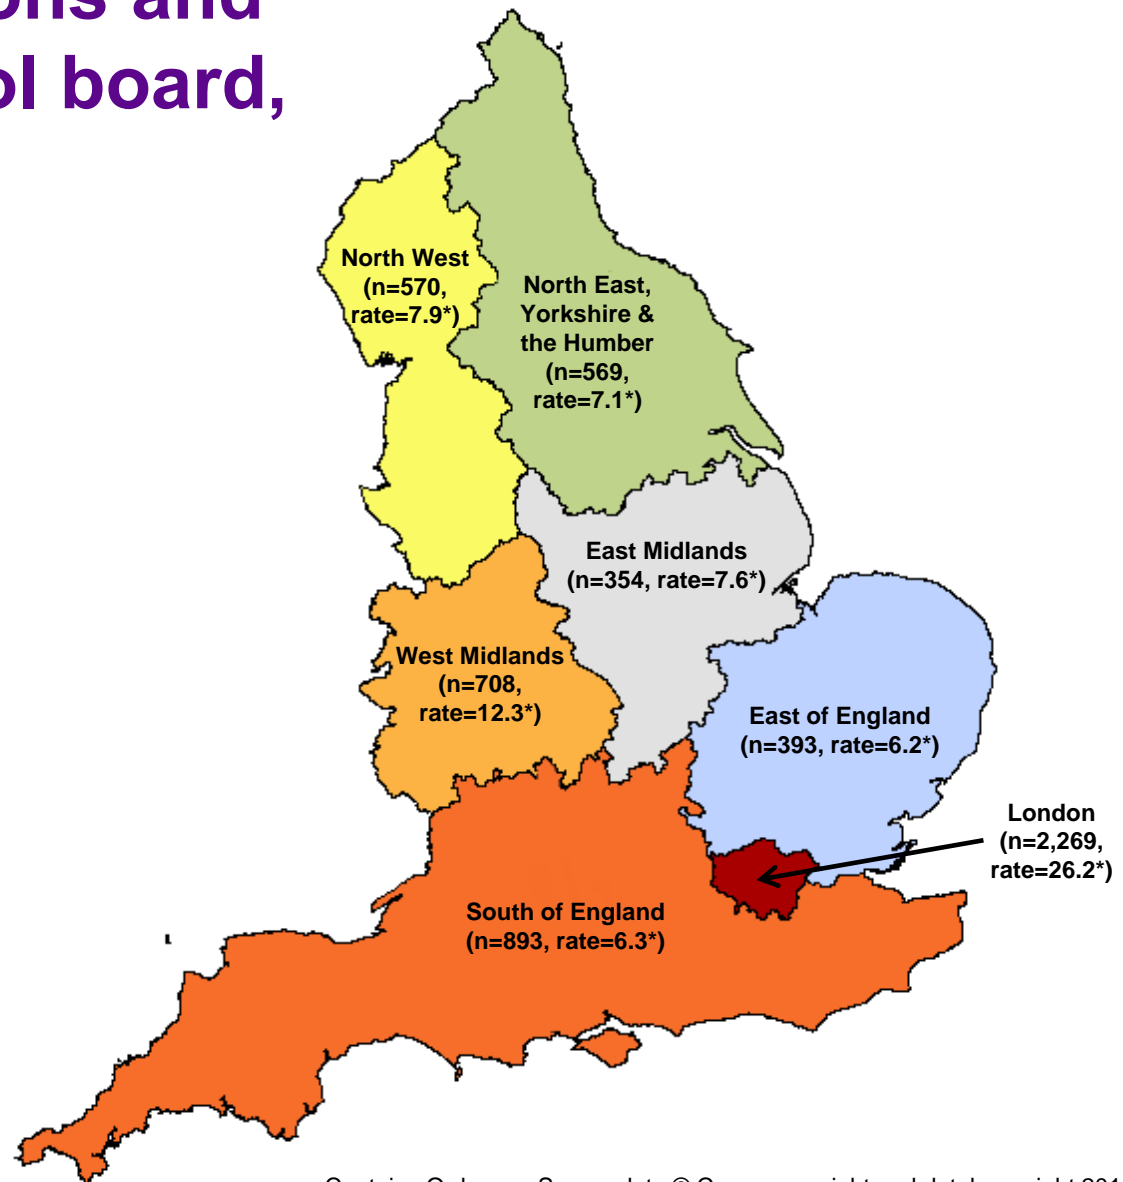 ons and
ol board,
North West
(n=570,
rate=7.9*)
North East,
Yorkshire &
the Humber
(n=569,
rate=7.1*)
East Midlands
(n=354, rate=7.6*)
West Midlands
(n=708,
rate=12.3*)
East of England
(n=393, rate=6.2*)
London
(n=2,269,
rate=26.2*)
South of England
(n=893, rate=6.3*)